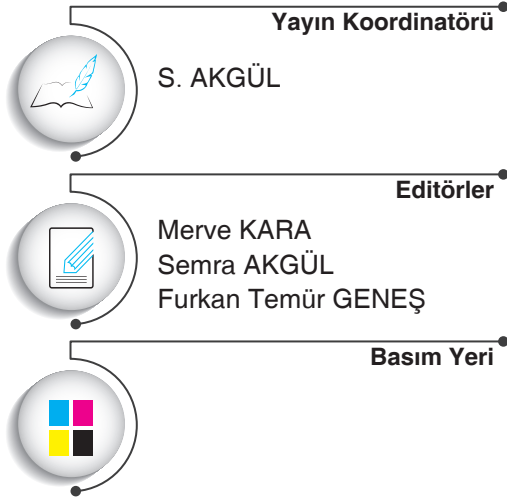 Yayın Koordinatörü
S. AKGÜL
Editörler
Merve KARA
Semra AKGÜL
Furkan Temür GENEŞ
Basım Yeri